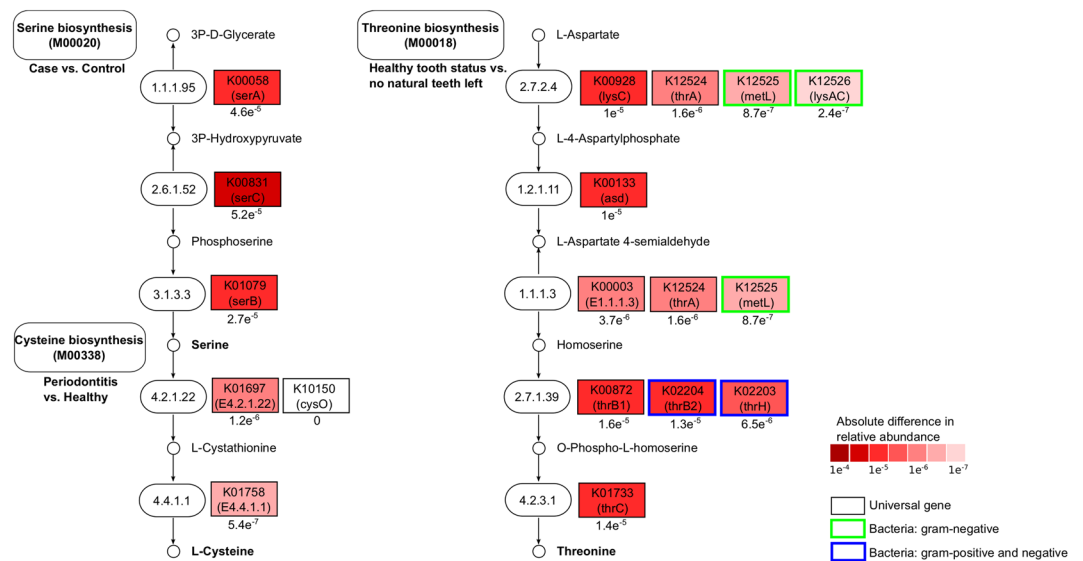 Serine biosynthesis
(M00020)
Case vs. Control
3P-D-Glycerate
1.1.1.95
K00058
(serA)
4.6e-5
3P-Hydroxypyruvate
2.6.1.52
K00831
(serC)
5.2e-5
Phosphoserine
3.1.3.3
K01079
(serB)
2.7e-5
Cysteine biosynthesis
(M00338)
Periodontitis
vs. Healthy
Serine
4.2.1.22
K01697
(E4.2.1.22)
1.2e-6
K10150
(cysO)
0
L-Cystathionine
4.4.1.1
K01758
(E4.4.1.1)
5.4e-7
L-Cysteine
Threonine biosynthesis
(M00018)
Healthy tooth status vs.
no natural teeth left
L-Aspartate
2.7.2.4
K00928
(lysC)
1e-5
K12524
(thrA)
1.6e-6
K12525
(metL)
8.7e-7
K12526
(lysAC)
2.4e-7
L-4-Aspartylphosphate
1.2.1.11
K00133
(asd)
1e-5
L-Aspartate 4-semialdehyde
1.1.1.3
K00003
(E1.1.1.3)
3.7e-6
K12524
(thrA)
1.6e-6
K12525
(metL)
8.7e-7
Homoserine
2.7.1.39
K00872
(thrB1)
1.6e-5
K02204
(thrB2)
1.3e-5
K02203
(thrH)
6.5e-6
O-Phospho-L-homoserine
4.2.3.1
K01733
(thrC)
1.4e-5
Threonine
Absolute difference in
relative abundance
1e-4 1e-5 1e-6 1e-7
Universal gene
Bacteria: gram-negative
Bacteria: gram-positive and negative